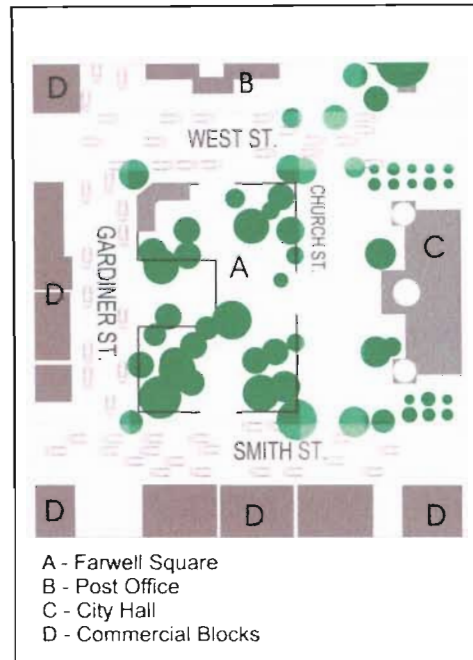 D
B
WEST ST.
CHURCH ST.
C
A
GARDINER ST.
D
SMITH ST.
D
D
D
A - Farwell Square
B - Post Office
C - City Hall
D - Commercial Blocks